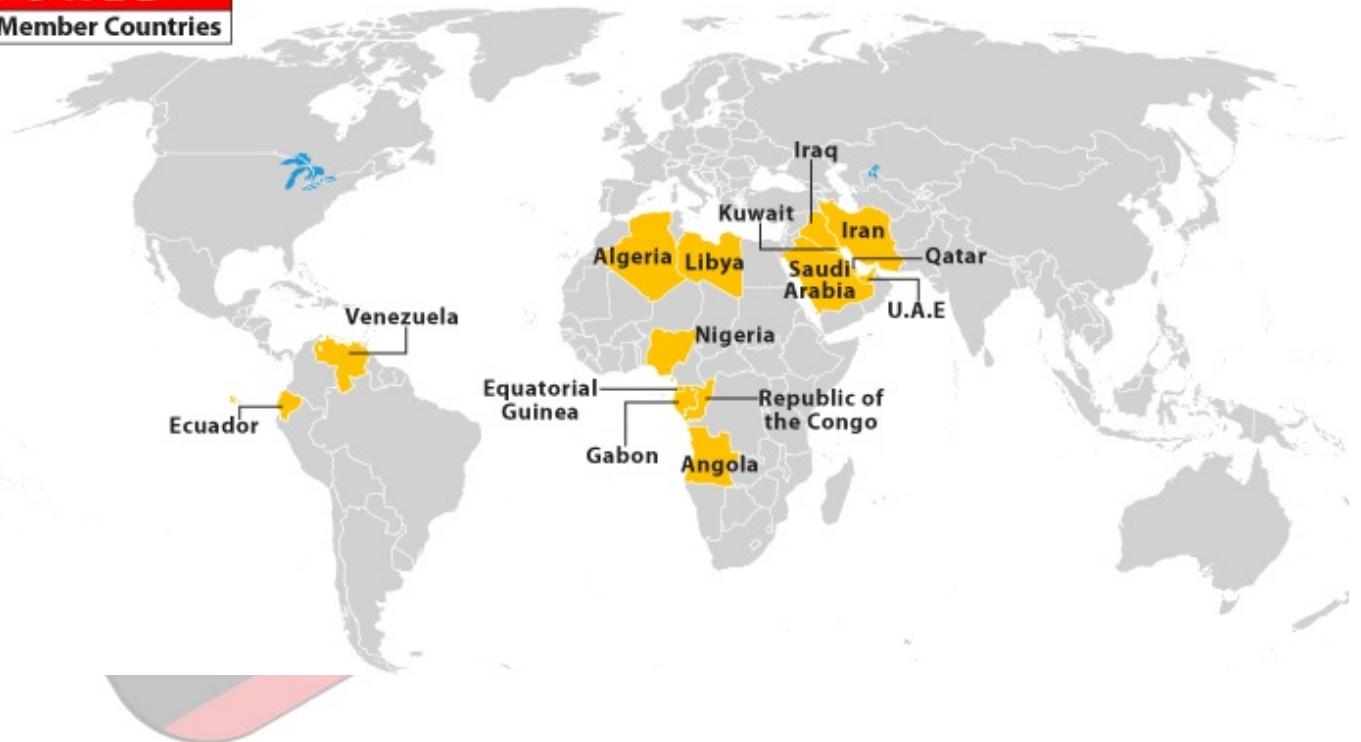 Member Countries
Iraq
Kuwait
Iran
Algeria
Libya
Qatar
Saudi
Arabia
U.A.E
Venezuela
Nigeria
Equatorial
Guinea
Republic of
the Congo
Ecuador
Gabon
Angola